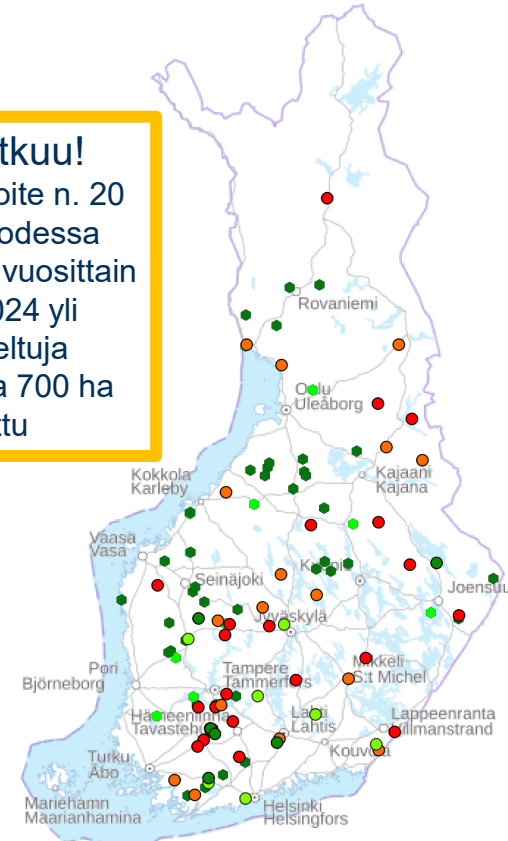 tkuu!
oite n. 20
odessa
vuosittain
024 yli
eltuja
a 700 ha
ttu
Rovaniemi
Oulu
Uleåborg
Kajaani
Kajana
Kokkola
Karleby
Vaasa
Vasa
Seinäjoki
Joensuu
Jyväskylä
Pori
Björneborg
Tampere
Tammerfors
Mikkeli
S:t Michel
Hämeenlinna
Tavastehus
Lahti
Lahtis
Lappeenranta
Villmanstrand
Kouvola
Turku
Åbo
Helsinki
Helsingfors
Mariehamn
Maarianhamina